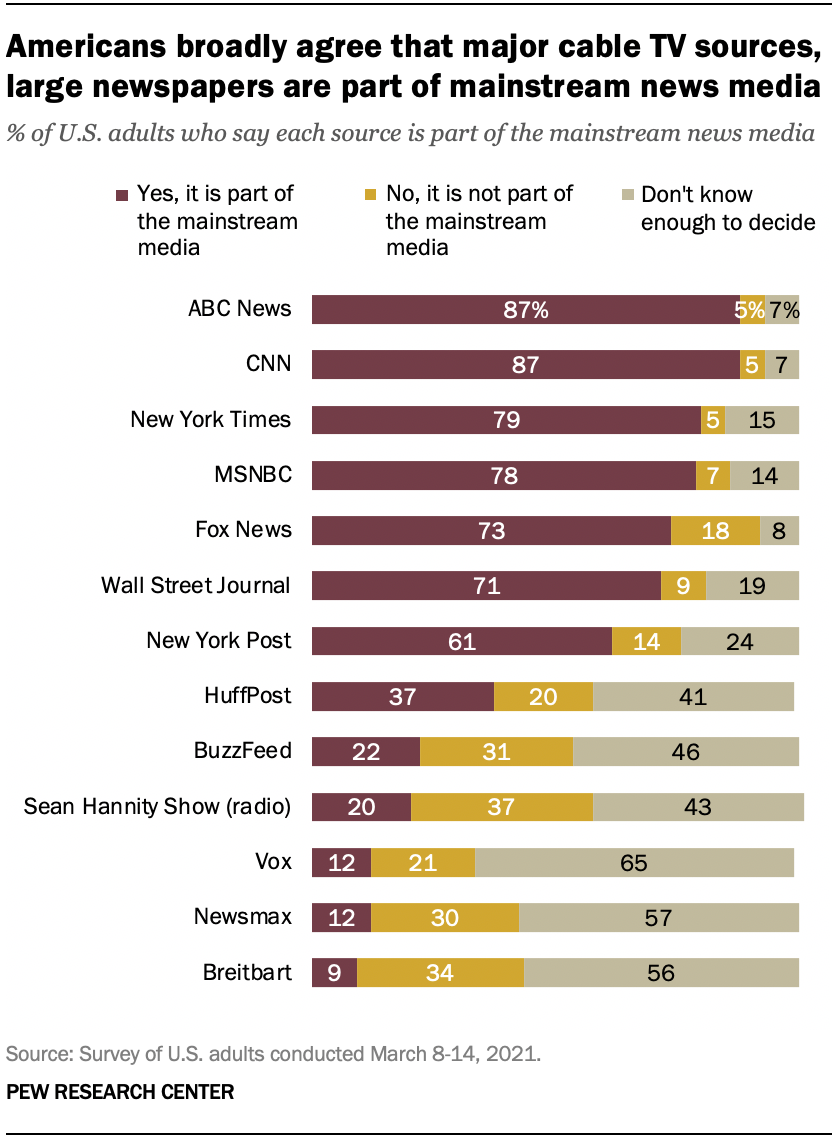 Americans broadly agree that major cable TV sources,
large newspapers are part of mainstream news media
% of U.S. adults who say each source is part of the mainstream news media
Yes, it is part of
the mainstream
media
No, it is not part of
the mainstream
media
Don't know
enough to decide
ABC News 87% 5% 7%
CNN 87 5 7
New York Times 79 5 15
MSNBC 78 7 14
Fox News 73 18 8
Wall Street Journal 71 9 19
New York Post 61 14 24
HuffPost 37 20 41
BuzzFeed 22 31 46
Sean Hannity Show (radio) 20 37 43
Vox 12 21 65
Newsmax 12 30 57
Breitbart 9 34 56
Source: Survey of U.S. adults conducted March 8-14, 2021.
PEW RESEARCH CENTER